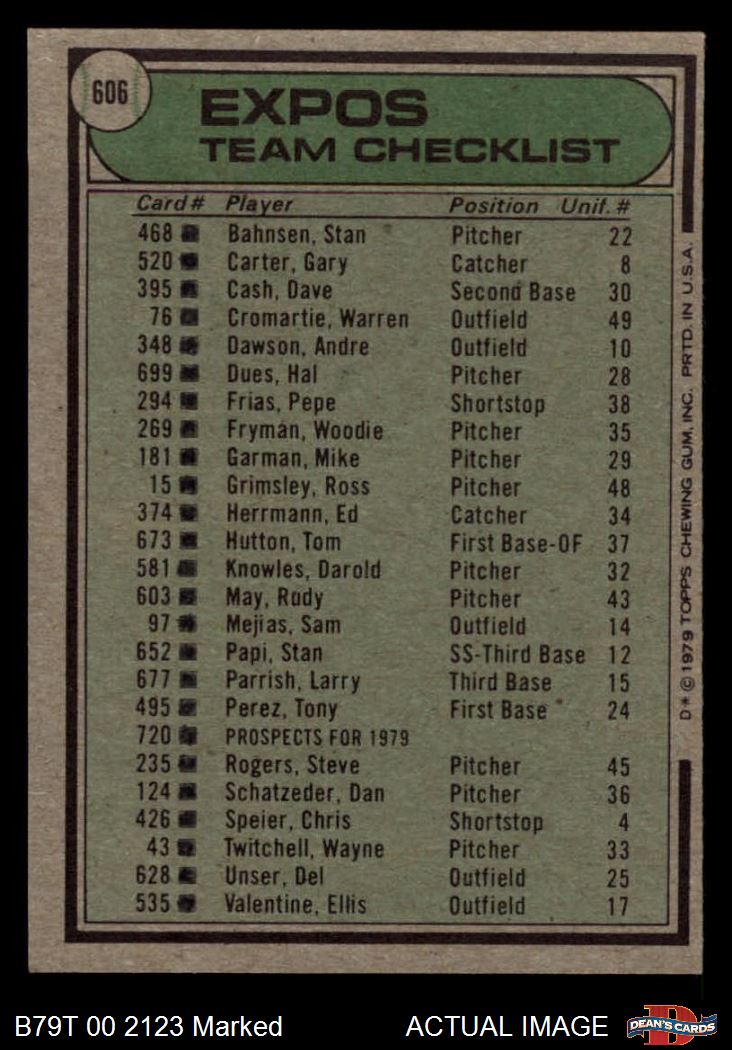 606
EXPOS
TEAM CHECKLIST
Card # Player Position Unif. #
468 Bahnsen, Stan Pitcher 22
520 Carter, Gary Catcher 8
395 Cash, Dave Second Base 30
76 Cromartie, Warren Outfield 49
348 Dawson, Andre Outfield 10
699 Dues, Hal Pitcher 28
294 Frias, Pepe Shortstop 38
269 Fryman, Woodie Pitcher 35
181 Garman, Mike Pitcher 29
15 Grimsley, Ross Pitcher 48
374 Herrmann, Ed Catcher 34
673 Hutton, Tom First Base-OF 37
581 Knowles, Darold Pitcher 32
603 May, Rudy Pitcher 43
97 Mejias, Sam Outfield 14
652 Papi, Stan SS-Third Base 12
677 Parrish, Larry Third Base 15
495 Perez, Tony First Base 24
720 PROSPECTS FOR 1979
235 Rogers, Steve Pitcher 45
124 Schatzeder, Dan Pitcher 36
426 Speier, Chris Shortstop 4
43 Twitchell, Wayne Pitcher 33
628 Unser, Del Outfield 25
535 Valentine, Ellis Outfield 17
D* © 1979 TOPPS CHEWING GUM, INC. PRTD. IN U.S.A.
B79T 00 2123 Marked ACTUAL IMAGE
D
DEAN'S CARDS